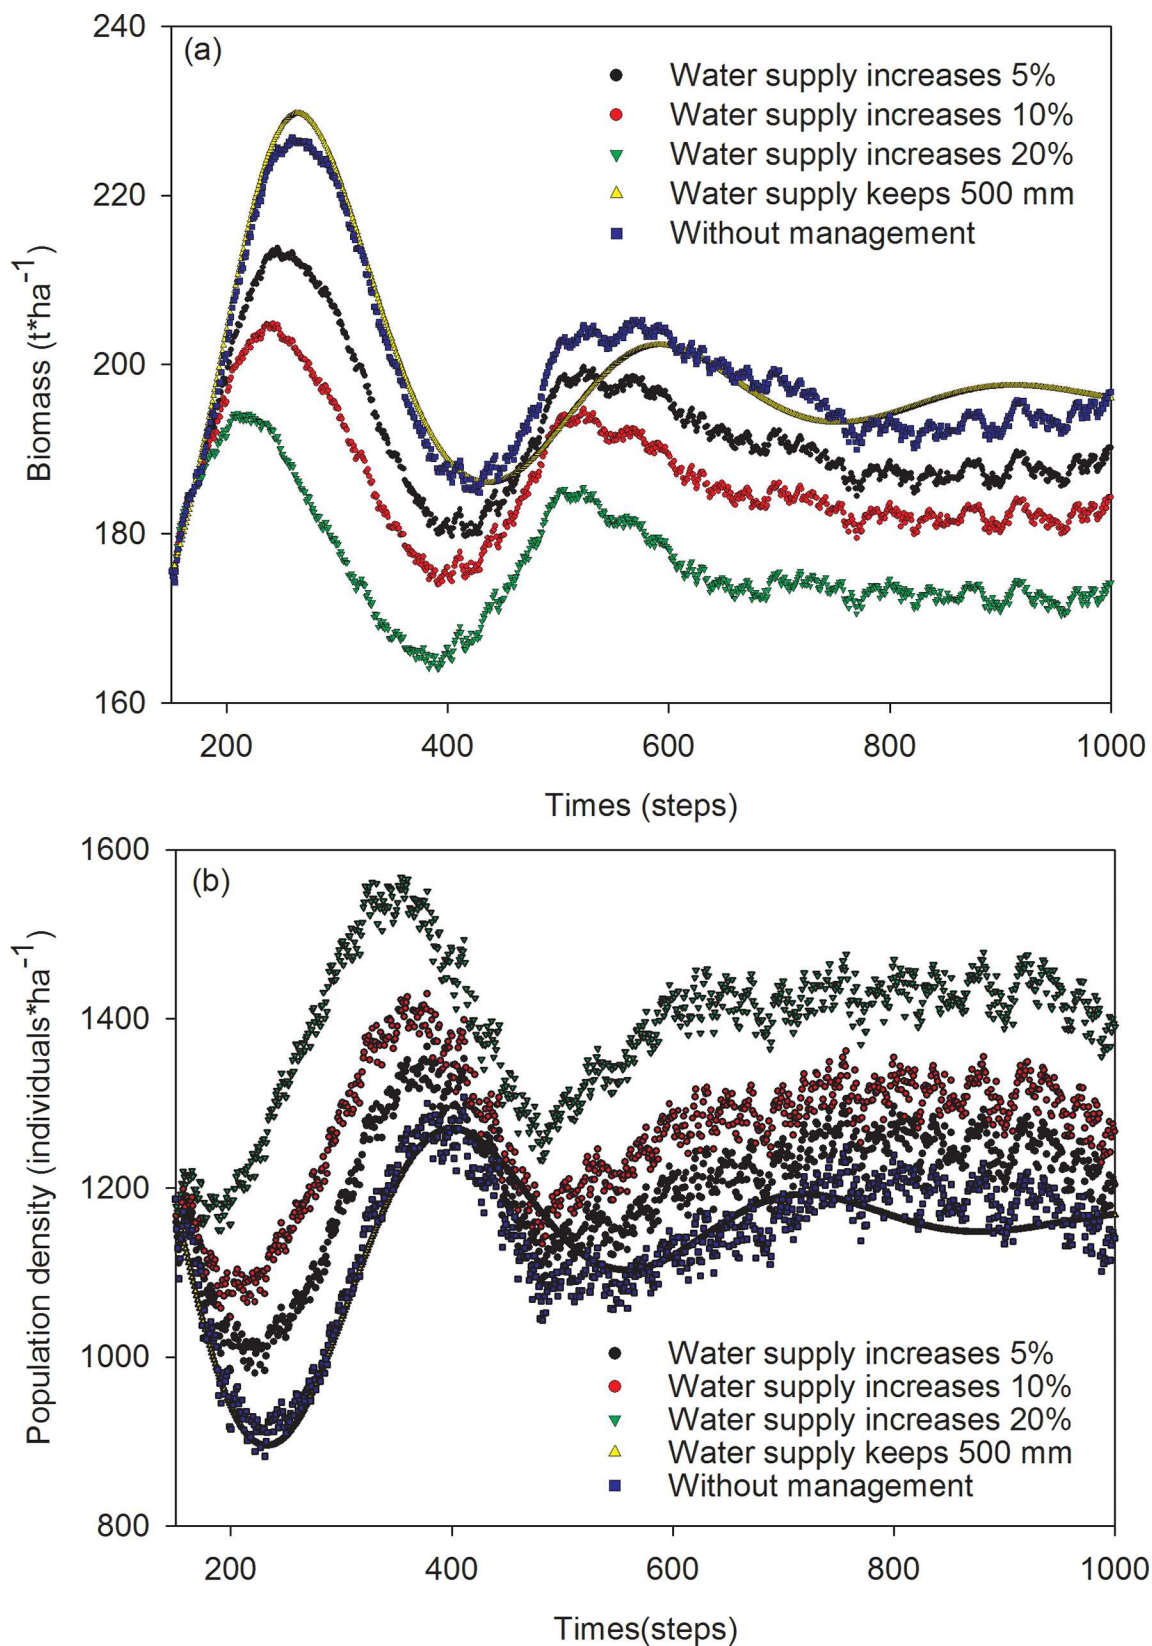 (a)
Water supply increases 5%
Water supply increases 10%
Water supply increases 20%
Water supply keeps 500 mm
Without management
Biomass (t*ha⁻¹)
240
220
200
180
160
200 400 600 800 1000
Times (steps)
(b)
Population density (individuals*ha⁻¹)
1600
1400
1200
1000
800
Water supply increases 5%
Water supply increases 10%
Water supply increases 20%
Water supply keeps 500 mm
Without management
200 400 600 800 1000
Times(steps)